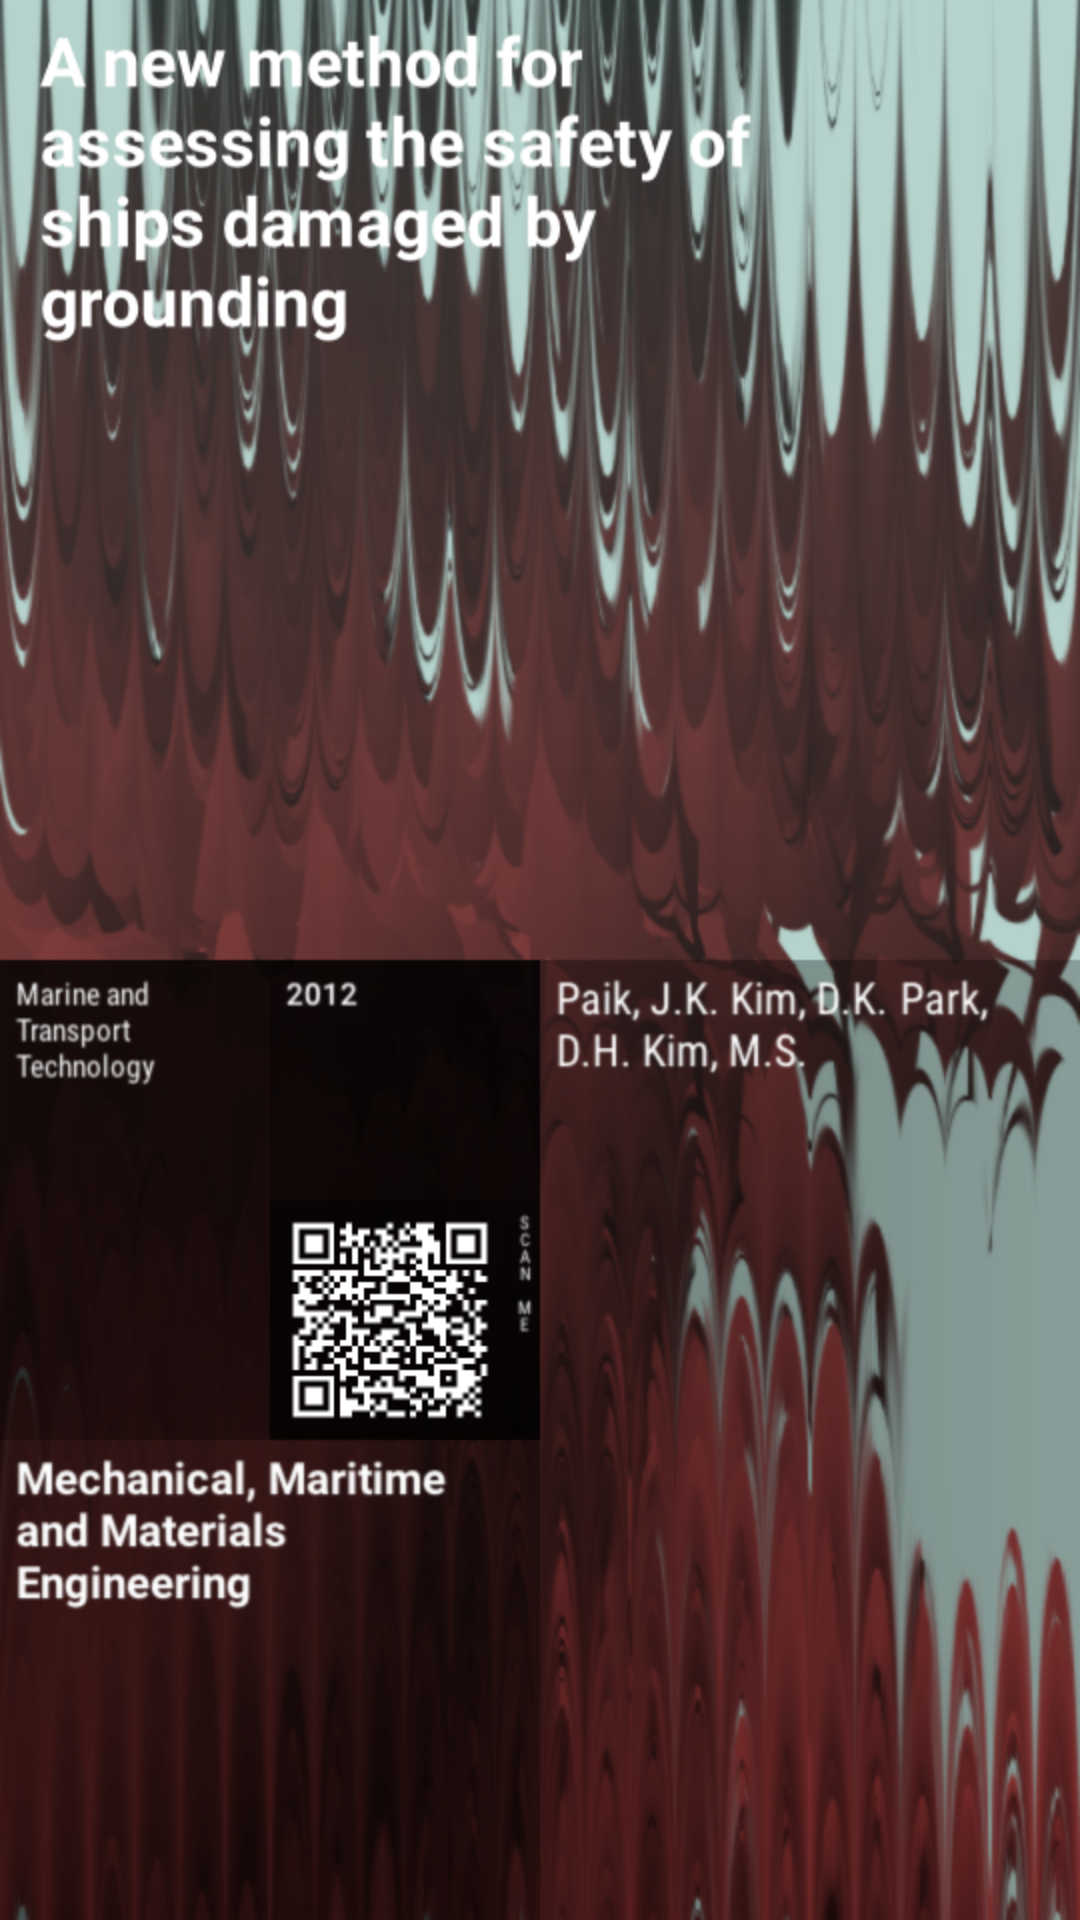 A new method for
assessing the safety of
ships damaged by
grounding
Marine and
Transport
Technology
2012
Paik, J.K. Kim, D.K. Park,
D.H. Kim, M.S.
SCAN ME
Mechanical, Maritime
and Materials
Engineering